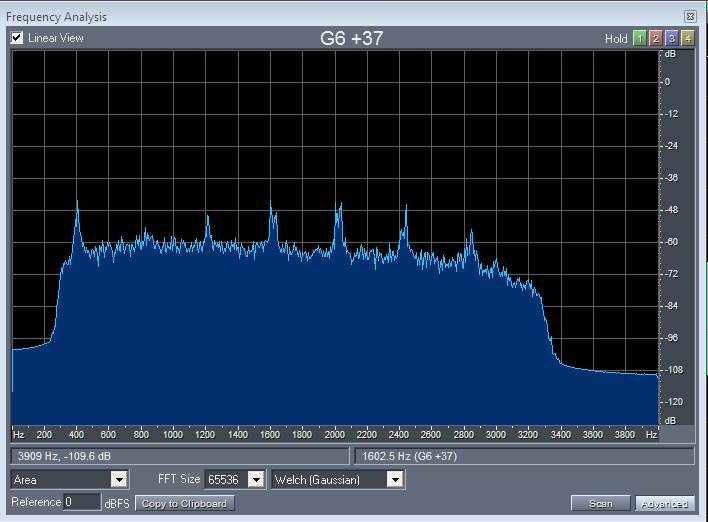 Frequency Analysis
Linear View
G6 +37
Hold 1 2 3 4
dB
0
-12
-24
-36
-48
-60
-72
-84
-96
-108
-120
dB
Hz 200 400 600 800 1000 1200 1400 1600 1800 2000 2200 2400 2600 2800 3000 3200 3400 3600 3800 Hz
3909 Hz, -109.6 dB
1602.5 Hz (G6 +37)
Area FFT Size 65536 Welch (Gaussian)
Reference 0 dBFS Copy to Clipboard Scan Advanced